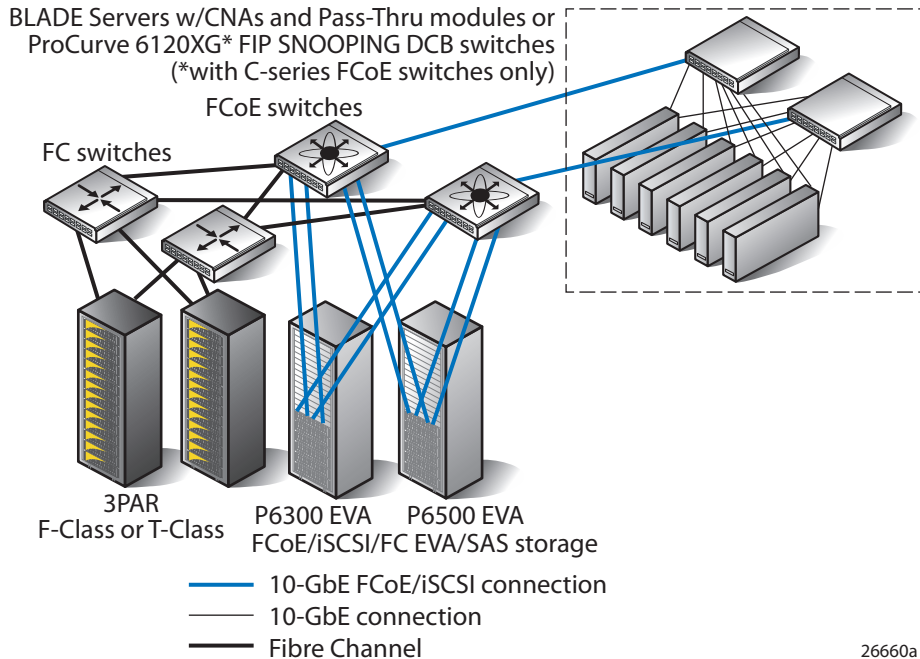 BLADE Servers w/CNAs and Pass-Thru modules or
ProCurve 6120XG* FIP SNOOPING DCB switches
(*with C-series FCoE switches only)
FCoE switches
FC switches
3PAR
F-Class or T-Class
P6300 EVA
P6500 EVA
FCoE/iSCSI/FC EVA/SAS storage
10-GbE FCoE/iSCSI connection
10-GbE connection
Fibre Channel
26660a